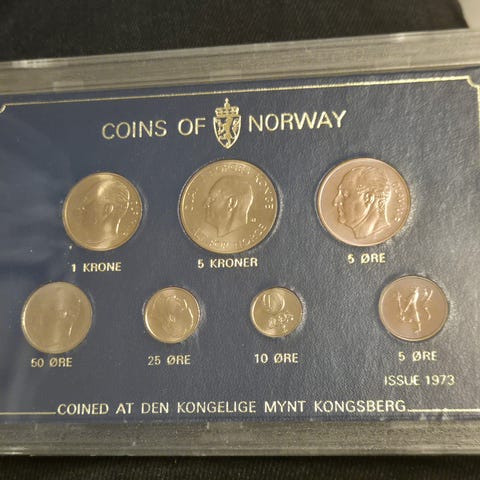 COINS OF NORWAY
1 KRONE
5 KRONER
5 ØRE
50 ØRE
25 ØRE
10 ØRE
5 ØRE
ISSUE 1973
COINED AT DEN KONGELIGE MYNT KONGSBERG